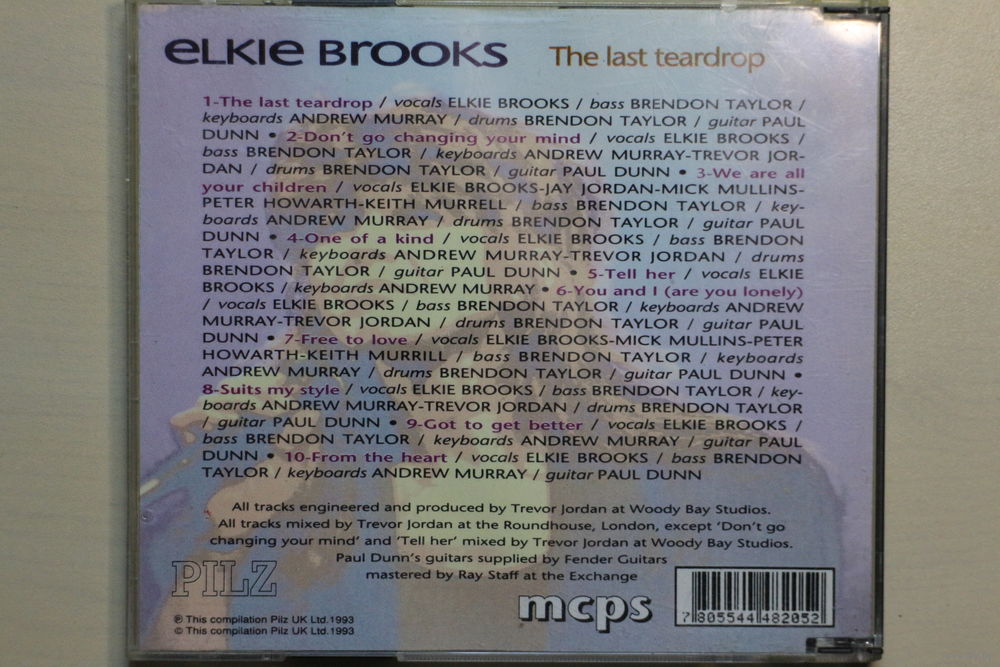 eLKIe BrooKs The last teardrop
1-The last teardrop / vocals ELKIE BROOKS / bass BRENDON TAYLOR /
keyboards ANDREW MURRAY / drums BRENDON TAYLOR / guitar PAUL
DUNN • 2-Don't go changing your mind / vocals ELKIE BROOKS /
bass BRENDON TAYLOR / keyboards ANDREW MURRAY-TREVOR JOR-
DAN / drums BRENDON TAYLOR / guitar PAUL DUNN • 3-We are all
your children / vocals ELKIE BROOKS-JAY JORDAN-MICK MULLINS-
PETER HOWARTH-KEITH MURRELL / bass BRENDON TAYLOR / key-
boards ANDREW MURRAY / drums BRENDON TAYLOR / guitar PAUL
DUNN • 4-One of a kind / vocals ELKIE BROOKS / bass BRENDON
TAYLOR / keyboards ANDREW MURRAY-TREVOR JORDAN / drums
BRENDON TAYLOR / guitar PAUL DUNN • 5-Tell her / vocals ELKIE
BROOKS / keyboards ANDREW MURRAY • 6-You and I (are you lonely)
/ vocals ELKIE BROOKS / bass BRENDON TAYLOR / keyboards ANDREW
MURRAY-TREVOR JORDAN / drums BRENDON TAYLOR / guitar PAUL
DUNN • 7-Free to love / vocals ELKIE BROOKS-MICK MULLINS-PETER
HOWARTH-KEITH MURRILL / bass BRENDON TAYLOR / keyboards
ANDREW MURRAY / drums BRENDON TAYLOR / guitar PAUL DUNN •
8-Suits my style / vocals ELKIE BROOKS / bass BRENDON TAYLOR / key-
boards ANDREW MURRAY-TREVOR JORDAN / drums BRENDON TAYLOR
/ guitar PAUL DUNN • 9-Got to get better / vocals ELKIE BROOKS /
bass BRENDON TAYLOR / keyboards ANDREW MURRAY / guitar PAUL
DUNN • 10-From the heart / vocals ELKIE BROOKS / bass BRENDON
TAYLOR / keyboards ANDREW MURRAY / guitar PAUL DUNN
All tracks engineered and produced by Trevor Jordan at Woody Bay Studios.
All tracks mixed by Trevor Jordan at the Roundhouse, London, except 'Don't go
changing your mind' and 'Tell her' mixed by Trevor Jordan at Woody Bay Studios.
Paul Dunn's guitars supplied by Fender Guitars
mastered by Ray Staff at the Exchange
PILZ
℗ This compilation Pilz UK Ltd.1993
© This compilation Pilz UK Ltd.1993
mcps
7 805544 482052